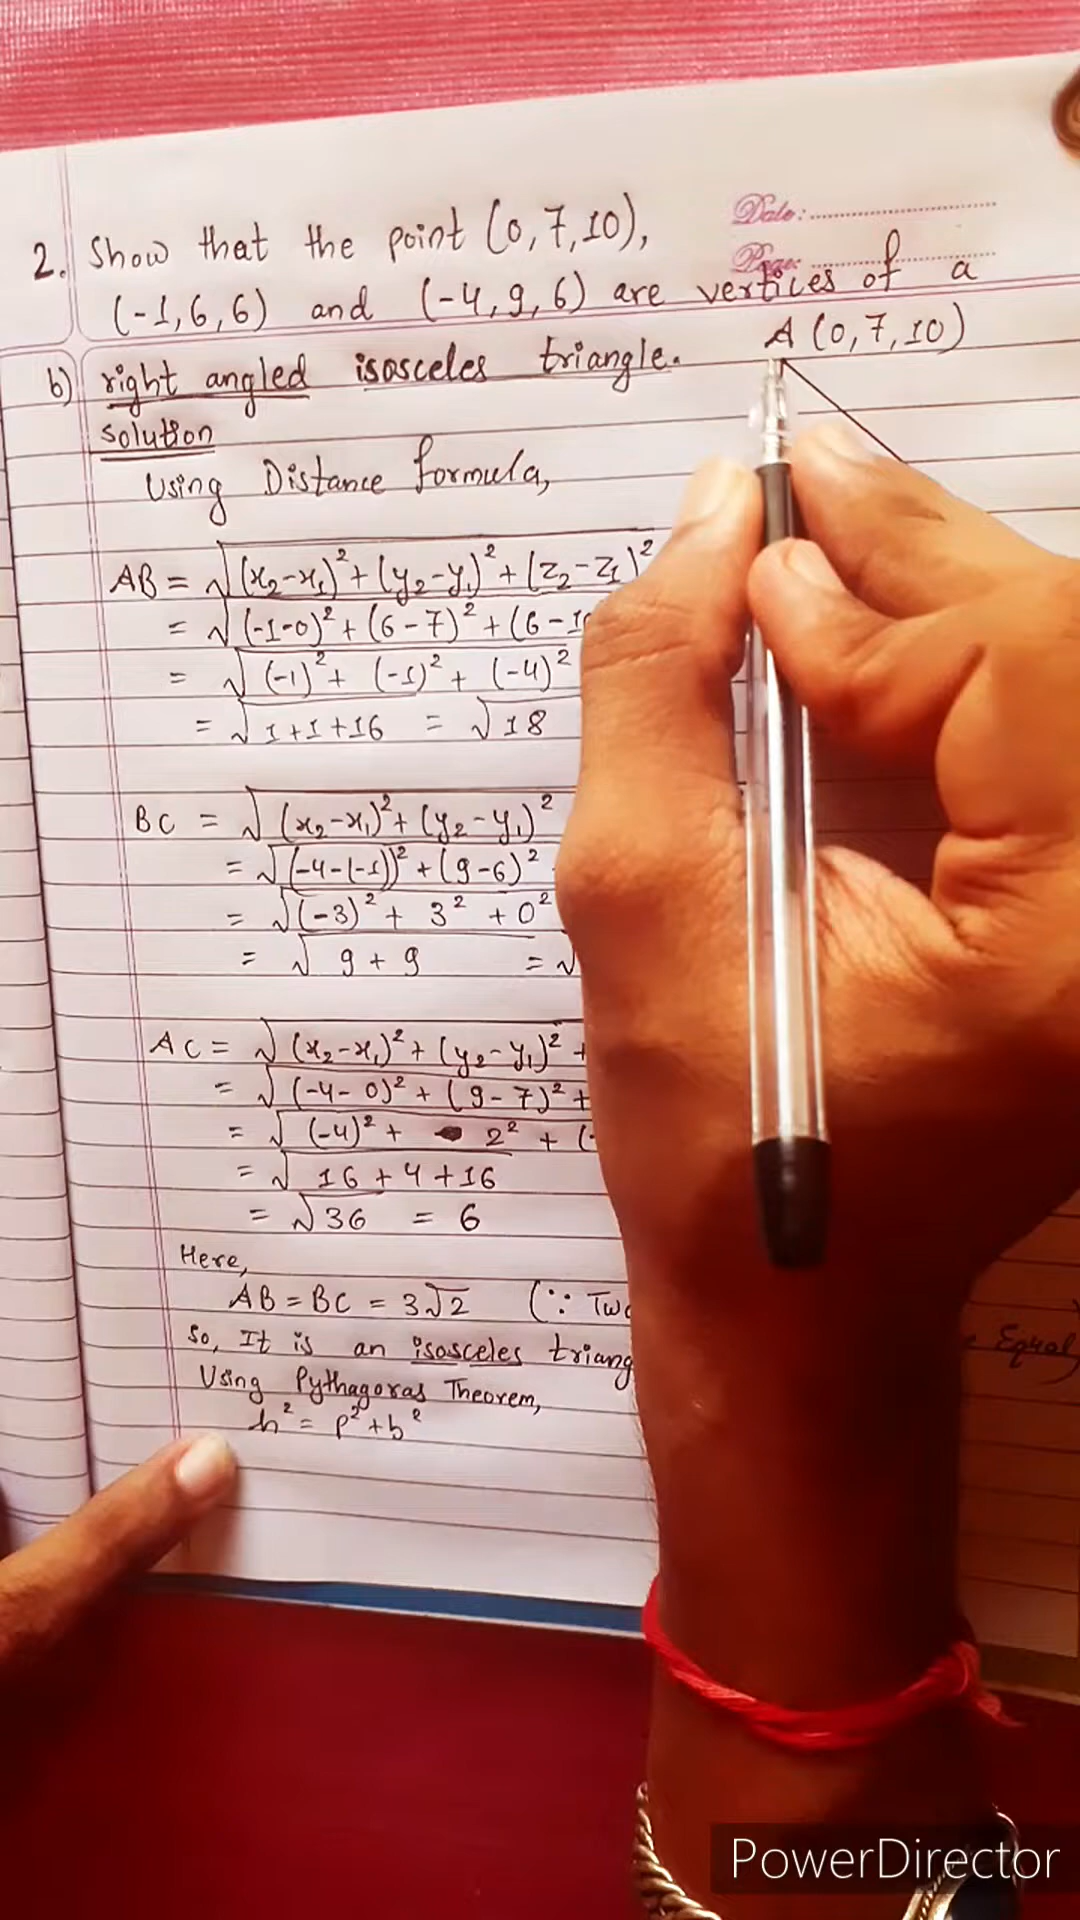 Date:
2. Show that the point (0, 7, 10),
Page:
(-1, 6, 6) and (-4, 9, 6) are vertices of a
A (0, 7, 10)
b) right angled isosceles triangle.
Solution
Using Distance formula,
AB = √(x₂-x₁)²+(y₂-y₁)²+(z₂-z₁)²
= √(-1-0)²+(6-7)²+(6-
= √(-1)²+ (-1)²+ (-4)²
= √1+1+16 = √18
BC = √(x₂-x₁)²+(y₂-y₁)²
= √(-4-(-1))²+(9-6)²
= √(-3)²+ 3² +0²
= √9+9 = √
AC = √(x₂-x₁)²+(y₂-y₁)²+
= √(-4-0)²+(9-7)²+
= √(-4)²+ 2²+(-
= √16+4+16
= √36 = 6
Here,
AB = BC = 3√2 (∵
So, It is an isosceles
Equal
Using Pythagoras Theorem,
h² = p²+b²
PowerDirector